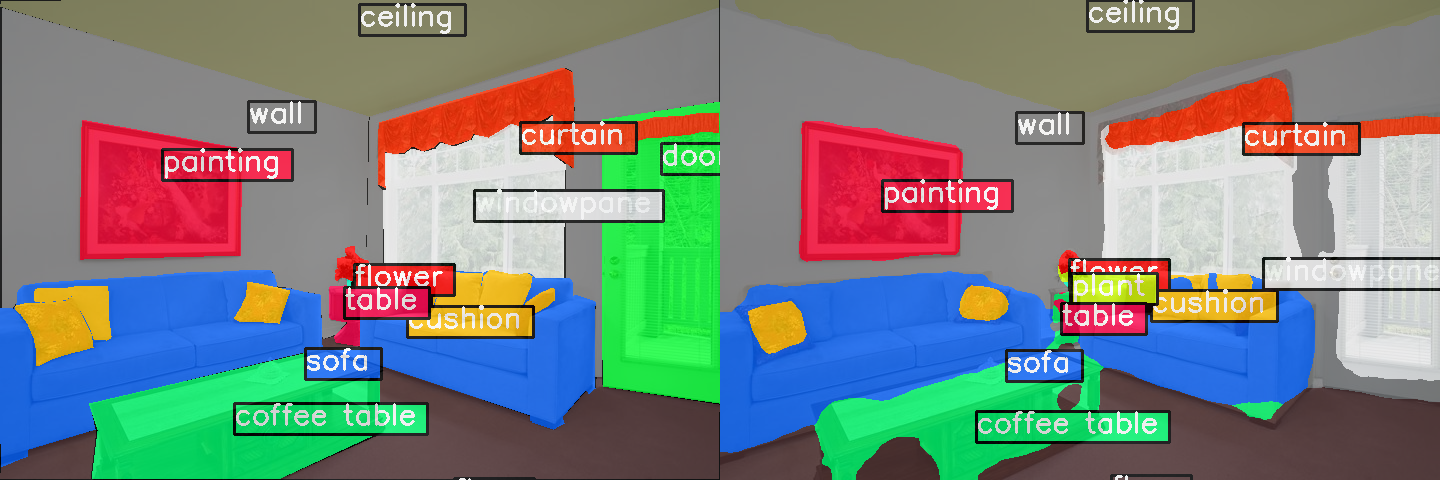 ceiling
wall
curtain
painting
door
windowpane
flower
table
cushion
sofa
coffee table
ceiling
wall
curtain
painting
windowpane
flower
plant
cushion
table
sofa
coffee table